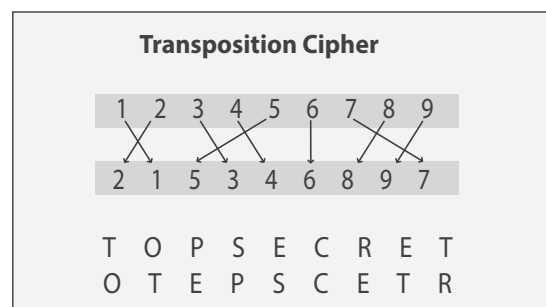 Transposition Cipher
1 2 3 4 5 6 7 8 9
2 1 5 3 4 6 8 9 7
T O P S E C R E T
O T E P S C E T R